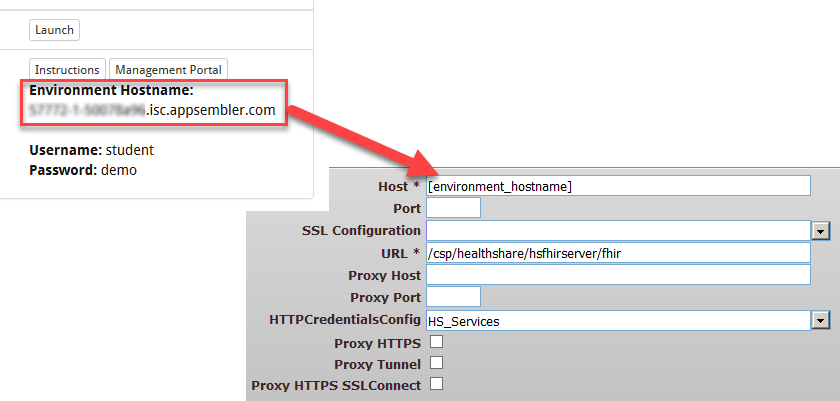 Launch
Instructions Management Portal
Environment Hostname:
.isc.appsembler.com
Username: student
Password: demo
Host * [environment_hostname]
Port
SSL Configuration
URL * /csp/healthshare/hsfhirserver/fhir
Proxy Host
Proxy Port
HTTPCredentialsConfig HS_Services
Proxy HTTPS
Proxy Tunnel
Proxy HTTPS SSLConnect